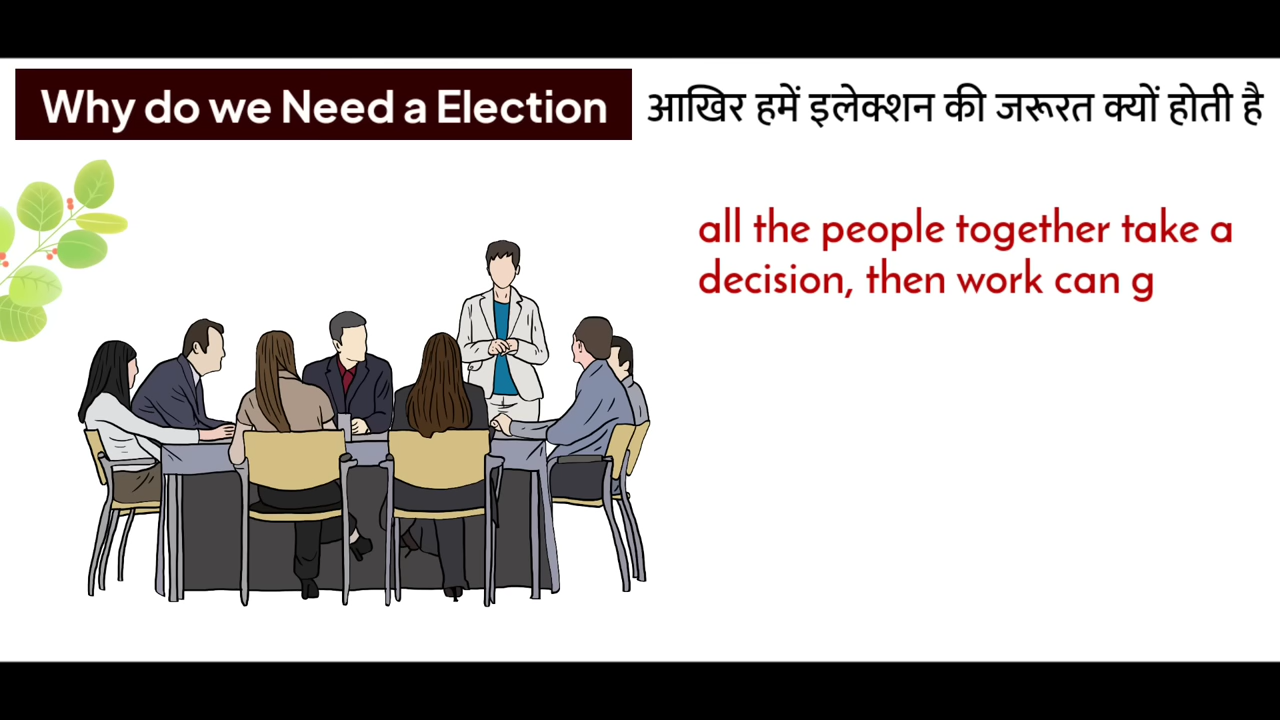 Why do we Need a Election
आखिर हमें इलेक्शन की जरूरत क्यों होती है
all the people together take a
decision, then work can g